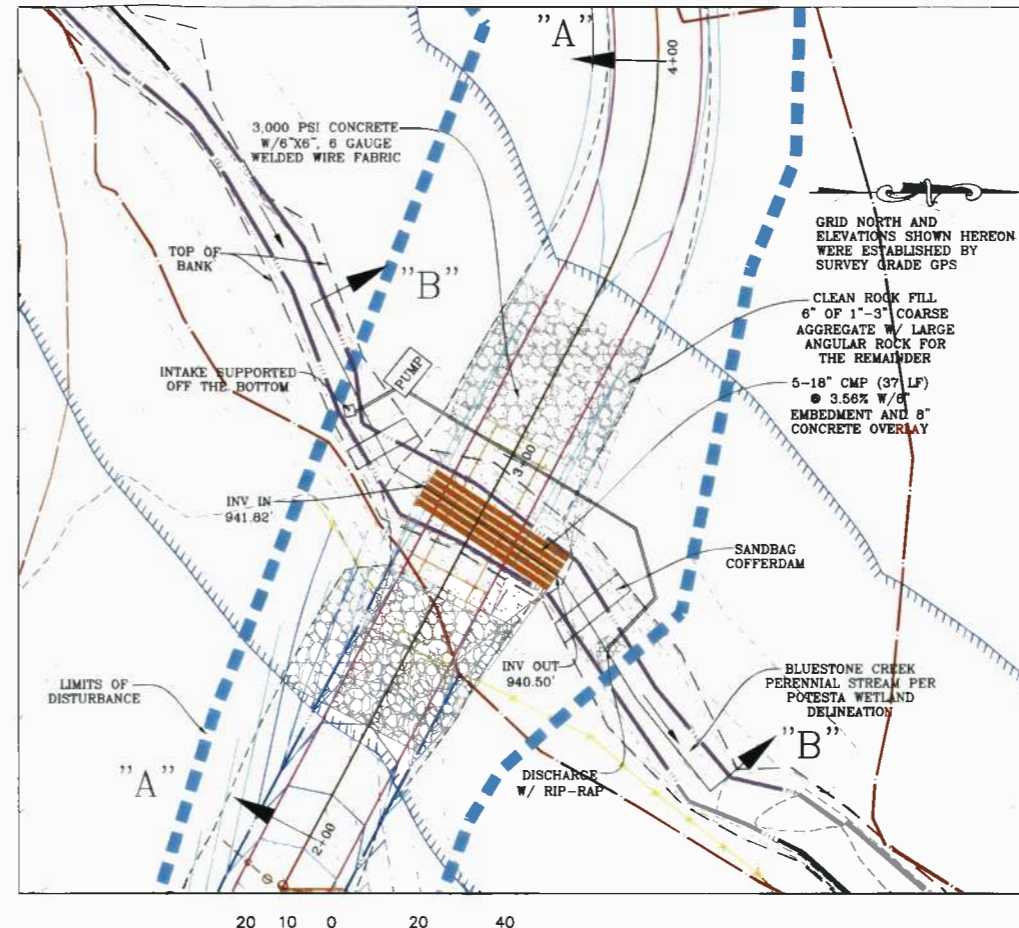 "A"
4+00
3,000 PSI CONCRETE
W/6"X6", 6 GAUGE
WELDED WIRE FABRIC
GRID NORTH AND
ELEVATIONS SHOWN HEREON
WERE ESTABLISHED BY
SURVEY GRADE GPS
TOP OF
BANK
"B"
CLEAN ROCK FILL
6" OF 1"-3" COARSE
AGGREGATE W/ LARGE
ANGULAR ROCK FOR
THE REMAINDER
INTAKE SUPPORTED
OFF THE BOTTOM
PUMP
5-18" CMP (37 LF)
@ 3.56% W/6"
EMBEDMENT AND 8"
CONCRETE OVERLAY
3+00
INV IN
941.82'
SANDBAG
COFFERDAM
INV OUT
940.50'
BLUESTONE CREEK
PERENNIAL STREAM PER
POTESTA WETLAND
DELINEATION
LIMITS OF
DISTURBANCE
"A"
"B"
DISCHARGE
W/ RIP-RAP
2+00
20 10 0 20 40